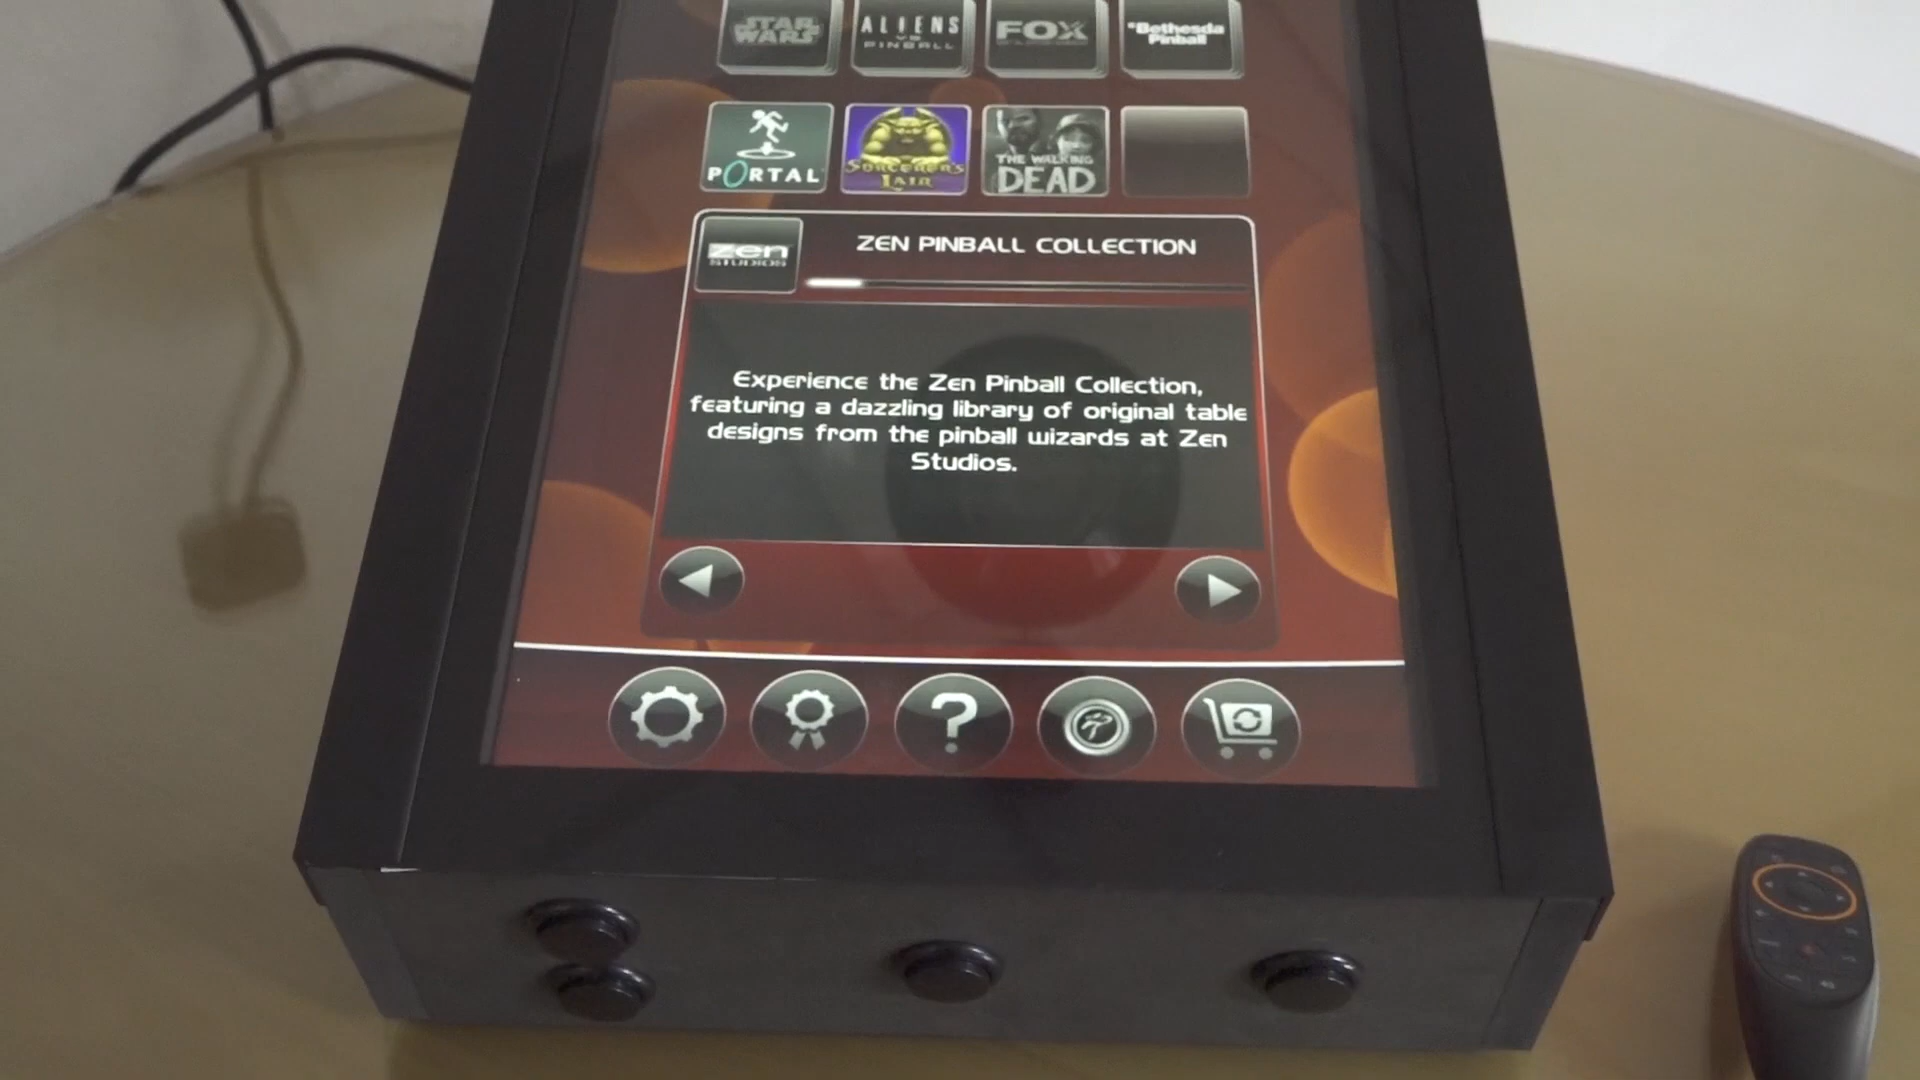 STAR
WARS
ALIENS
VS
PINBALL
FOX
Bethesda
Pinball
PORTAL
SORCERER'S
LAIR
THE WALKING
DEAD
zen
STUDIOS
ZEN PINBALL COLLECTION
Experience the Zen Pinball Collection,
featuring a dazzling library of original table
designs from the pinball wizards at Zen
Studios.
?